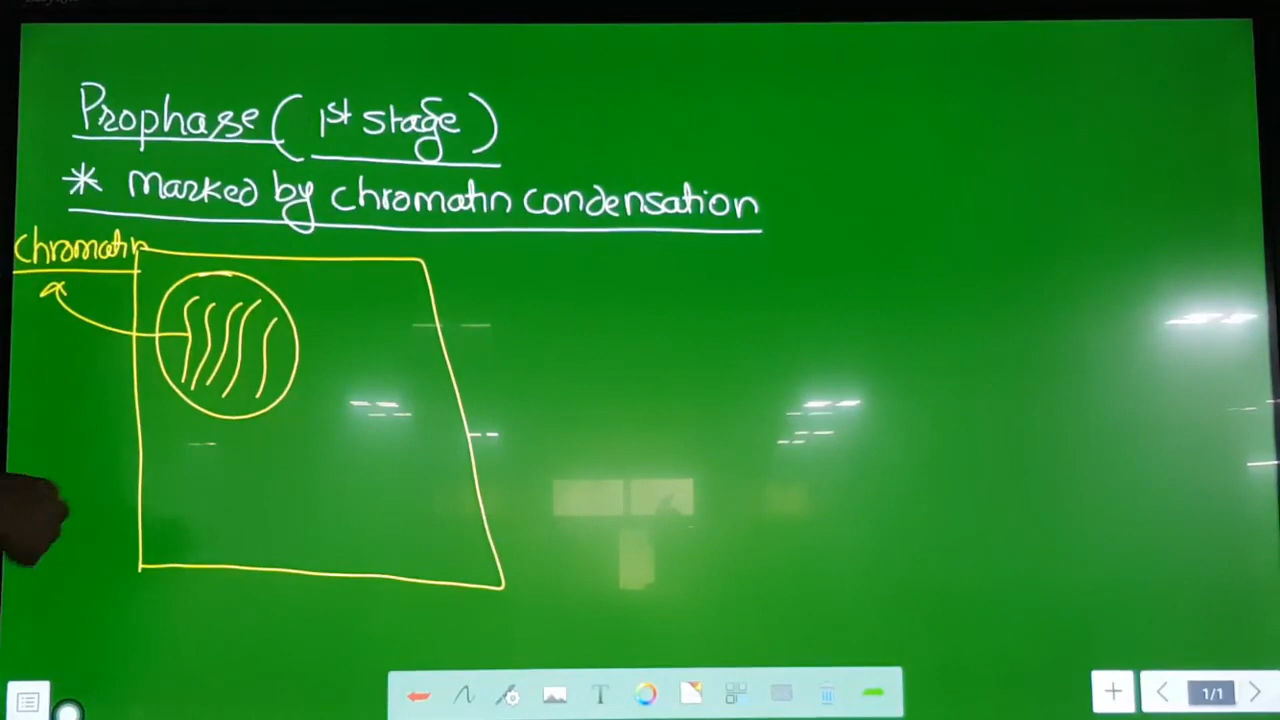 Prophase (1st stage)
* Marked by chromatin condensation
Chromatin
1/1